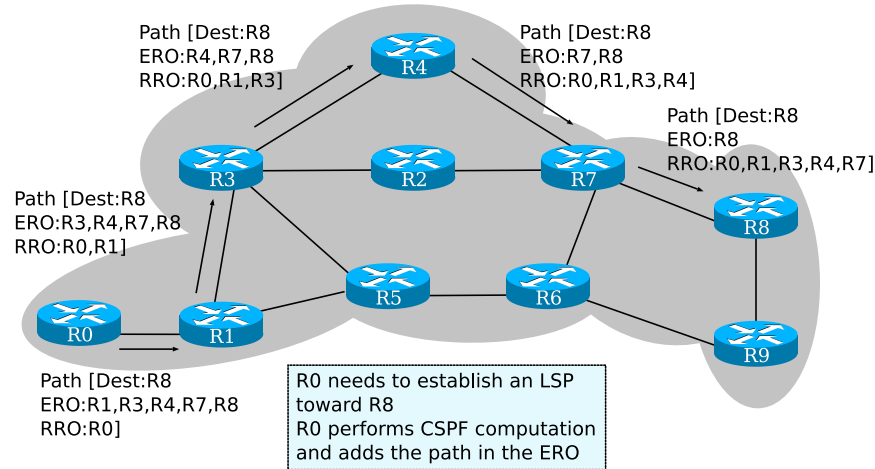 Path [Dest:R8
ERO:R4,R7,R8
RRO:R0,R1,R3]
R4
Path [Dest:R8
ERO:R7,R8
RRO:R0,R1,R3,R4]
Path [Dest:R8
ERO:R8
RRO:R0,R1,R3,R4,R7]
R3
R2
R7
Path [Dest:R8
ERO:R3,R4,R7,R8
RRO:R0,R1]
R8
R5
R6
R0
R1
R9
Path [Dest:R8
ERO:R1,R3,R4,R7,R8
RRO:R0]
R0 needs to establish an LSP
toward R8
R0 performs CSPF computation
and adds the path in the ERO